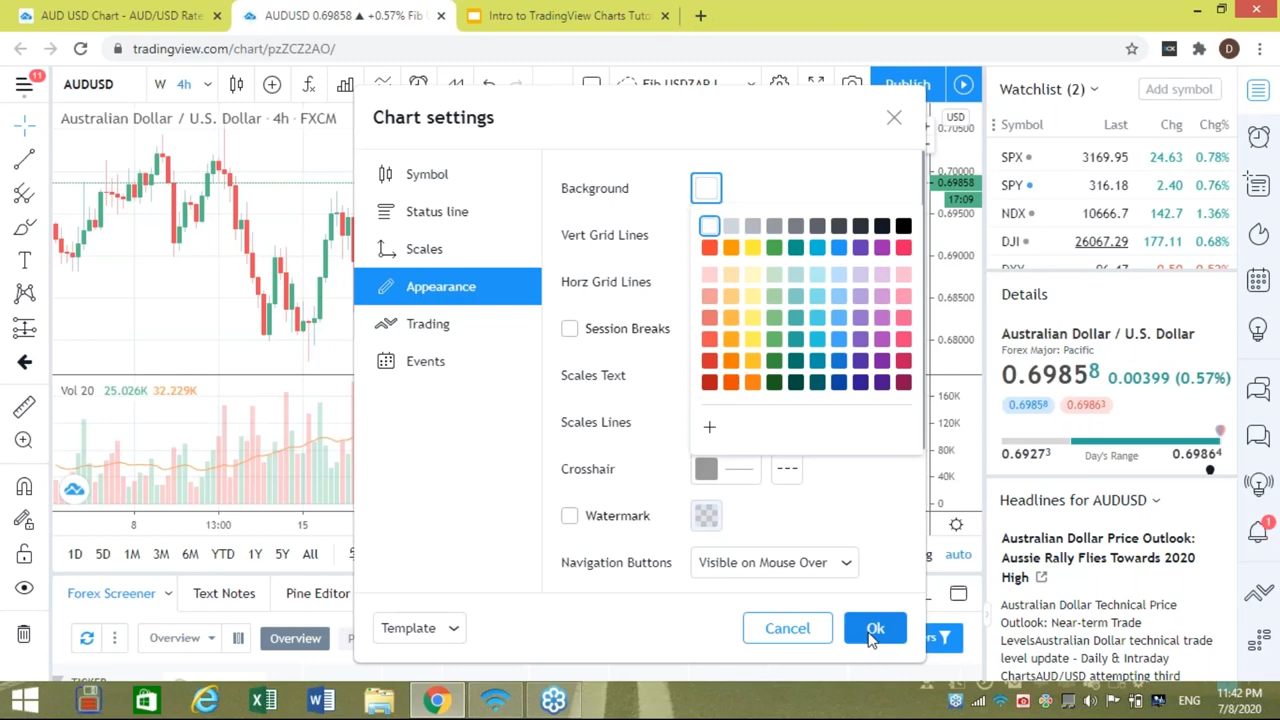 AUD USD Chart - AUD/USD Rate
AUDUSD 0.69858 ▲ +0.57% Fib U
Intro to TradingView Charts Tuto
tradingview.com/chart/pzZCZ2AO/
D
11
AUDUSD
W
4h
Fib USDZAR
Publish
Australian Dollar / U.S. Dollar · 4h · FXCM
Vol 20 25.026K 32.229K
8
13:00
15
1D 5D 1M 3M 6M YTD 1Y 5Y All
Forex Screener
Text Notes
Pine Editor
Overview
Overview
TICKER
Chart settings
Symbol
Status line
Scales
Appearance
Trading
Events
Background
Vert Grid Lines
Horz Grid Lines
Session Breaks
Scales Text
Scales Lines
Crosshair
Watermark
Navigation Buttons
Visible on Mouse Over
Template
Cancel
Ok
USD
0.70500
0.70000
0.69858
17:09
0.69500
0.69000
0.68500
0.68000
160K
120K
80K
40K
0
auto
Watchlist (2)
Add symbol
Symbol Last Chg Chg%
SPX 3169.95 24.63 0.78%
SPY 316.18 2.40 0.76%
NDX 10666.7 142.7 1.36%
DJI 26067.29 177.11 0.68%
Details
Australian Dollar / U.S. Dollar
Forex Major: Pacific
0.69858 0.00399 (0.57%)
0.69858 0.69863
0.69273 Day's Range 0.69864
Headlines for AUDUSD
Australian Dollar Price Outlook:
Aussie Rally Flies Towards 2020
High
Australian Dollar Technical Price
Outlook: Near-term Trade
LevelsAustralian Dollar technical trade
level update - Daily & Intraday
ChartsAUD/USD attempting third
1
ENG
11:42 PM
7/8/2020